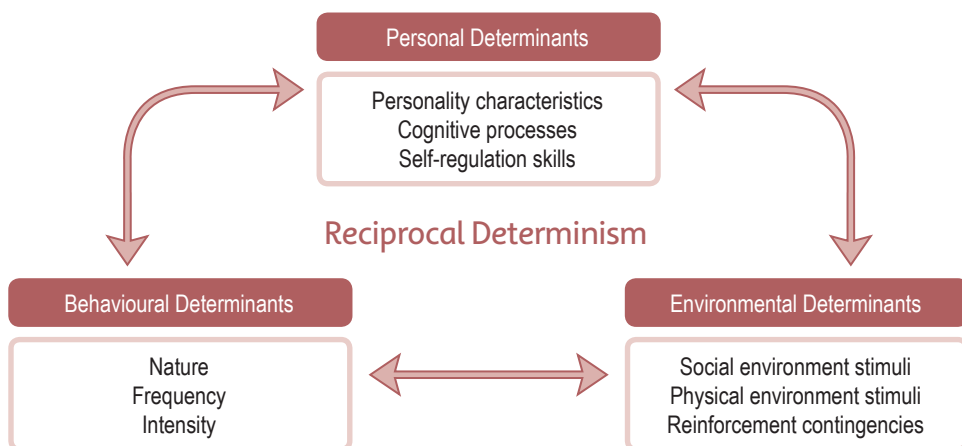 Personal Determinants
Personality characteristics
Cognitive processes
Self-regulation skills
Reciprocal Determinism
Behavioural Determinants
Nature
Frequency
Intensity
Environmental Determinants
Social environment stimuli
Physical environment stimuli
Reinforcement contingencies